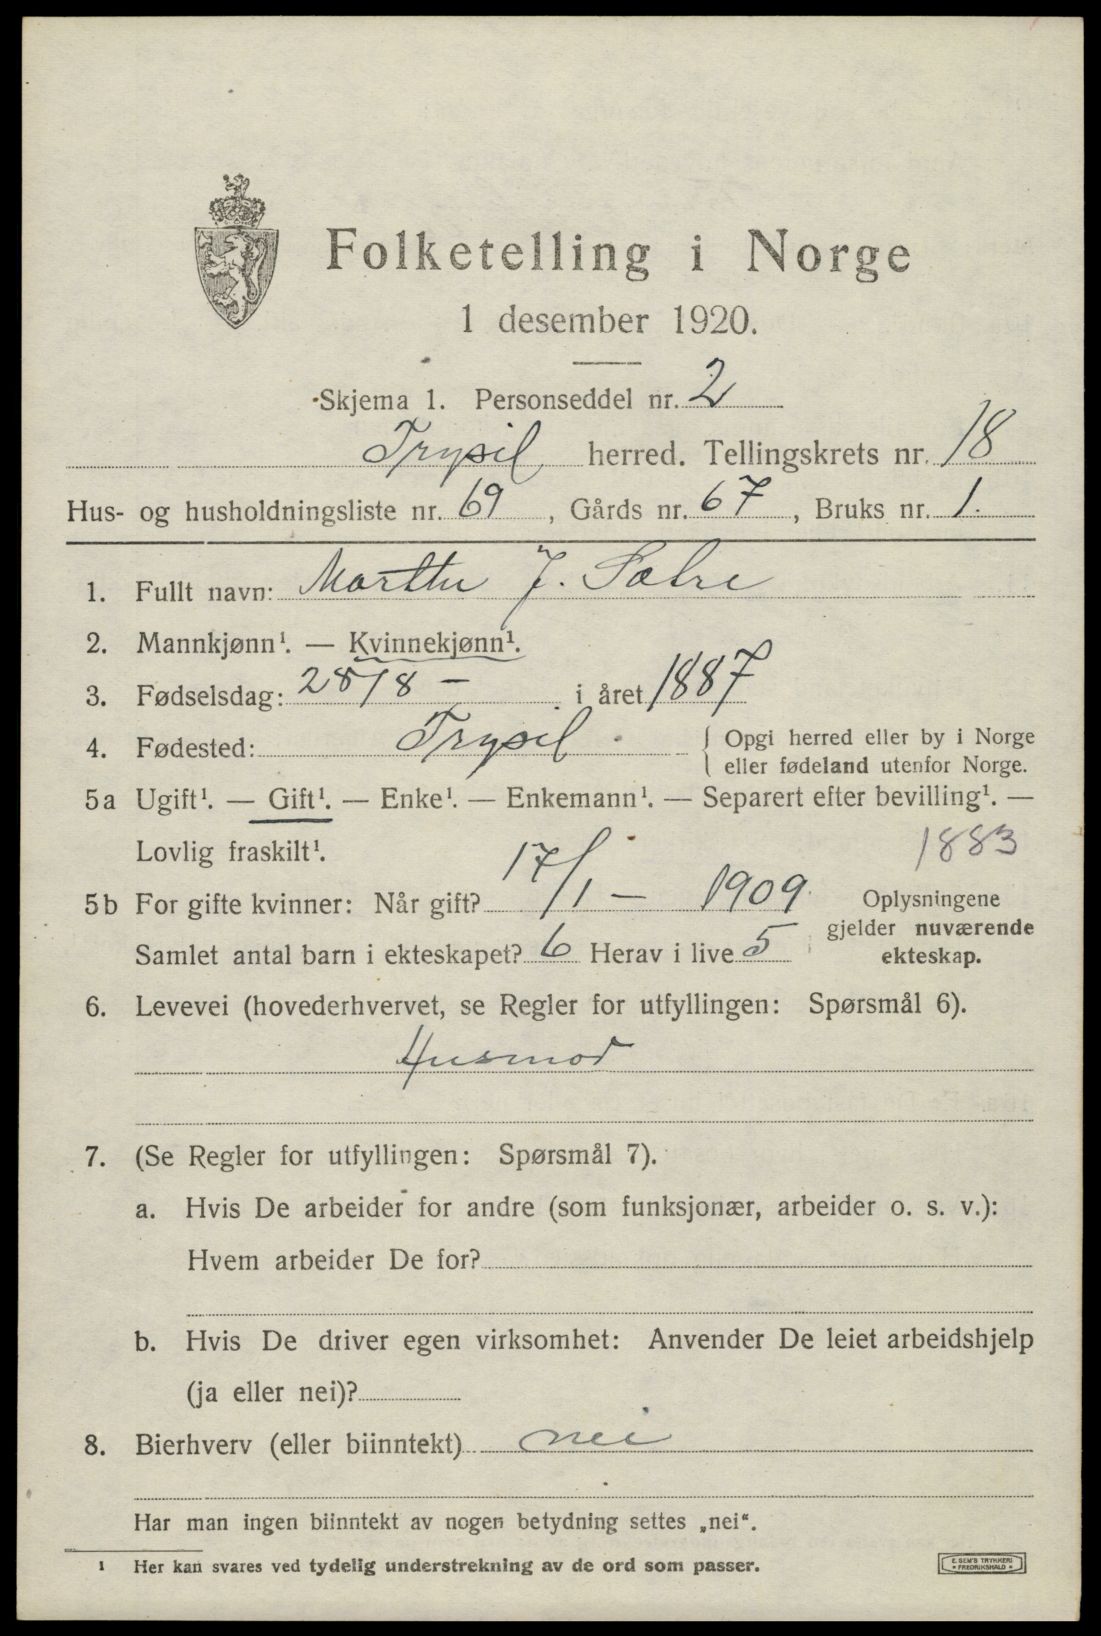 Folketelling i Norge
1 desember 1920.
Skjema 1. Personseddel nr. 2
Trysil herred. Tellingskrets nr. 18
Hus- og husholdningsliste nr. 69, Gårds nr. 67, Bruks nr. 1.
1. Fullt navn: Marthe J. Sætre
2. Mannkjønn¹. — Kvinnekjønn¹.
3. Fødselsdag: 28/8 — i året 1887
4. Fødested: Trysil { Opgi herred eller by i Norge
eller fødeland utenfor Norge.
5a Ugift¹. — Gift¹. — Enke¹. — Enkemann¹. — Separert efter bevilling¹. —
Lovlig fraskilt¹. 1883
5b For gifte kvinner: Når gift? 17/1 — 1909 Oplysningene
gjelder nuværende
Samlet antal barn i ekteskapet? 6 Herav i live 5 ekteskap.
6. Levevei (hovederhvervet, se Regler for utfyllingen: Spørsmål 6).
Husmor
7. (Se Regler for utfyllingen: Spørsmål 7).
a. Hvis De arbeider for andre (som funksjonær, arbeider o. s. v.):
Hvem arbeider De for?
b. Hvis De driver egen virksomhet: Anvender De leiet arbeidshjelp
(ja eller nei)?
8. Bierhverv (eller biinntekt) nei
Har man ingen biinntekt av nogen betydning settes „nei“.
¹ Her kan svares ved tydelig understrekning av de ord som passer.
E. SEM'S TRYKKERI
* FREDRIKSHALD *